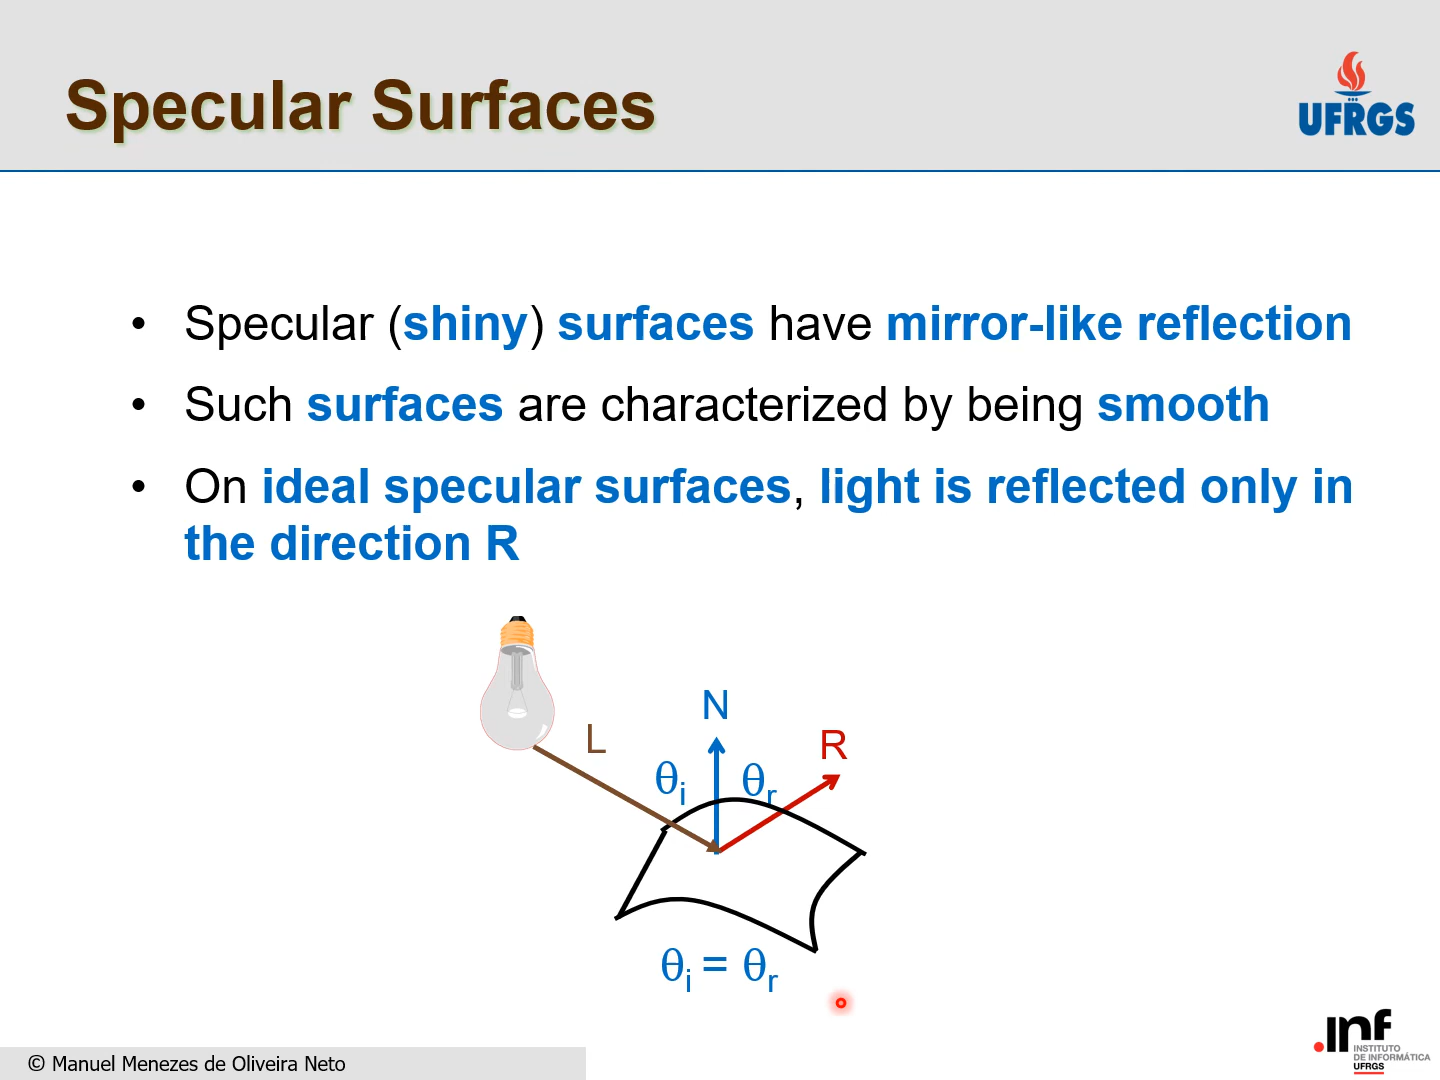 Specular Surfaces
UFRGS
• Specular (shiny) surfaces have mirror-like reflection
• Such surfaces are characterized by being smooth
• On ideal specular surfaces, light is reflected only in
the direction R
N
L
R
θi
θr
θi = θr
© Manuel Menezes de Oliveira Neto
.inf
INSTITUTO
DE INFORMÁTICA
UFRGS